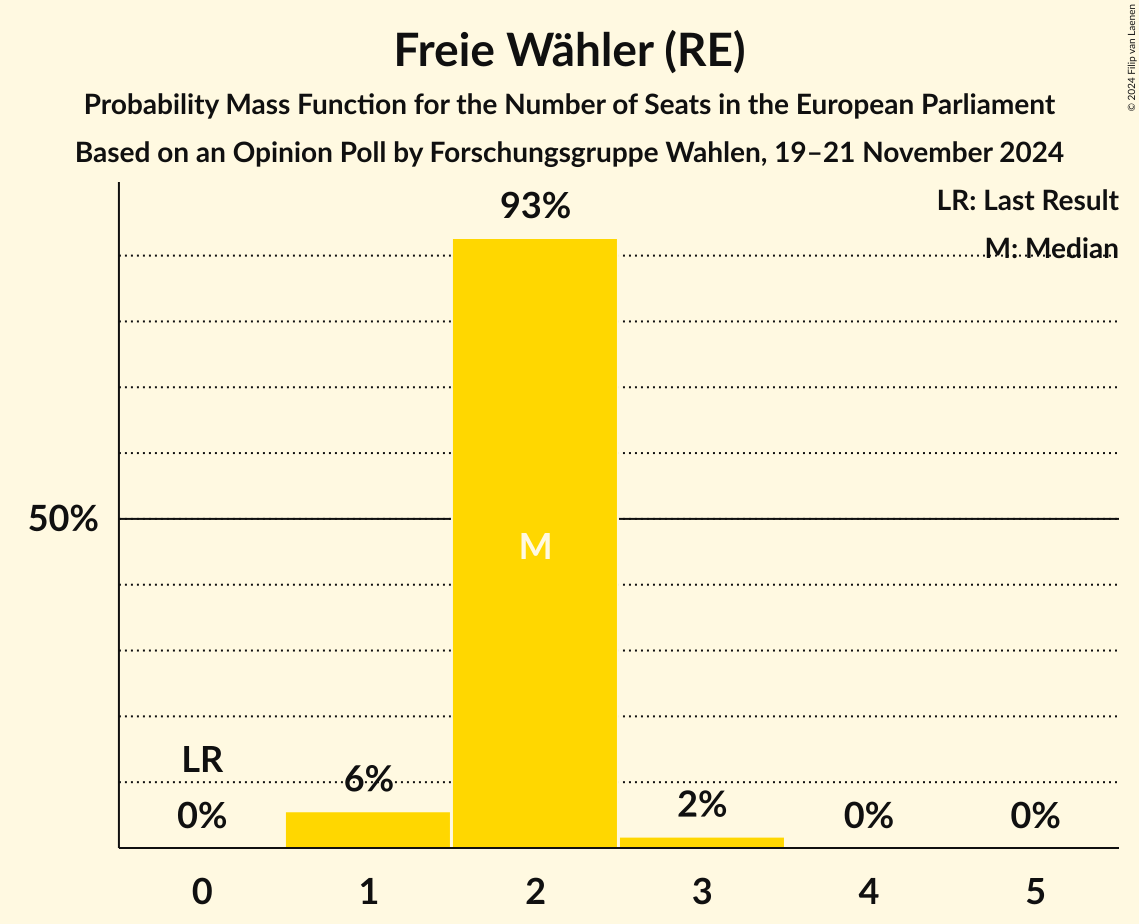 Freie Wähler (RE)
Probability Mass Function for the Number of Seats in the European Parliament
Based on an Opinion Poll by Forschungsgruppe Wahlen, 19–21 November 2024
© 2024 Filip van Laenen
LR: Last Result
M: Median
93%
50%
M
LR
0%
6%
2%
0%
0%
0 1 2 3 4 5